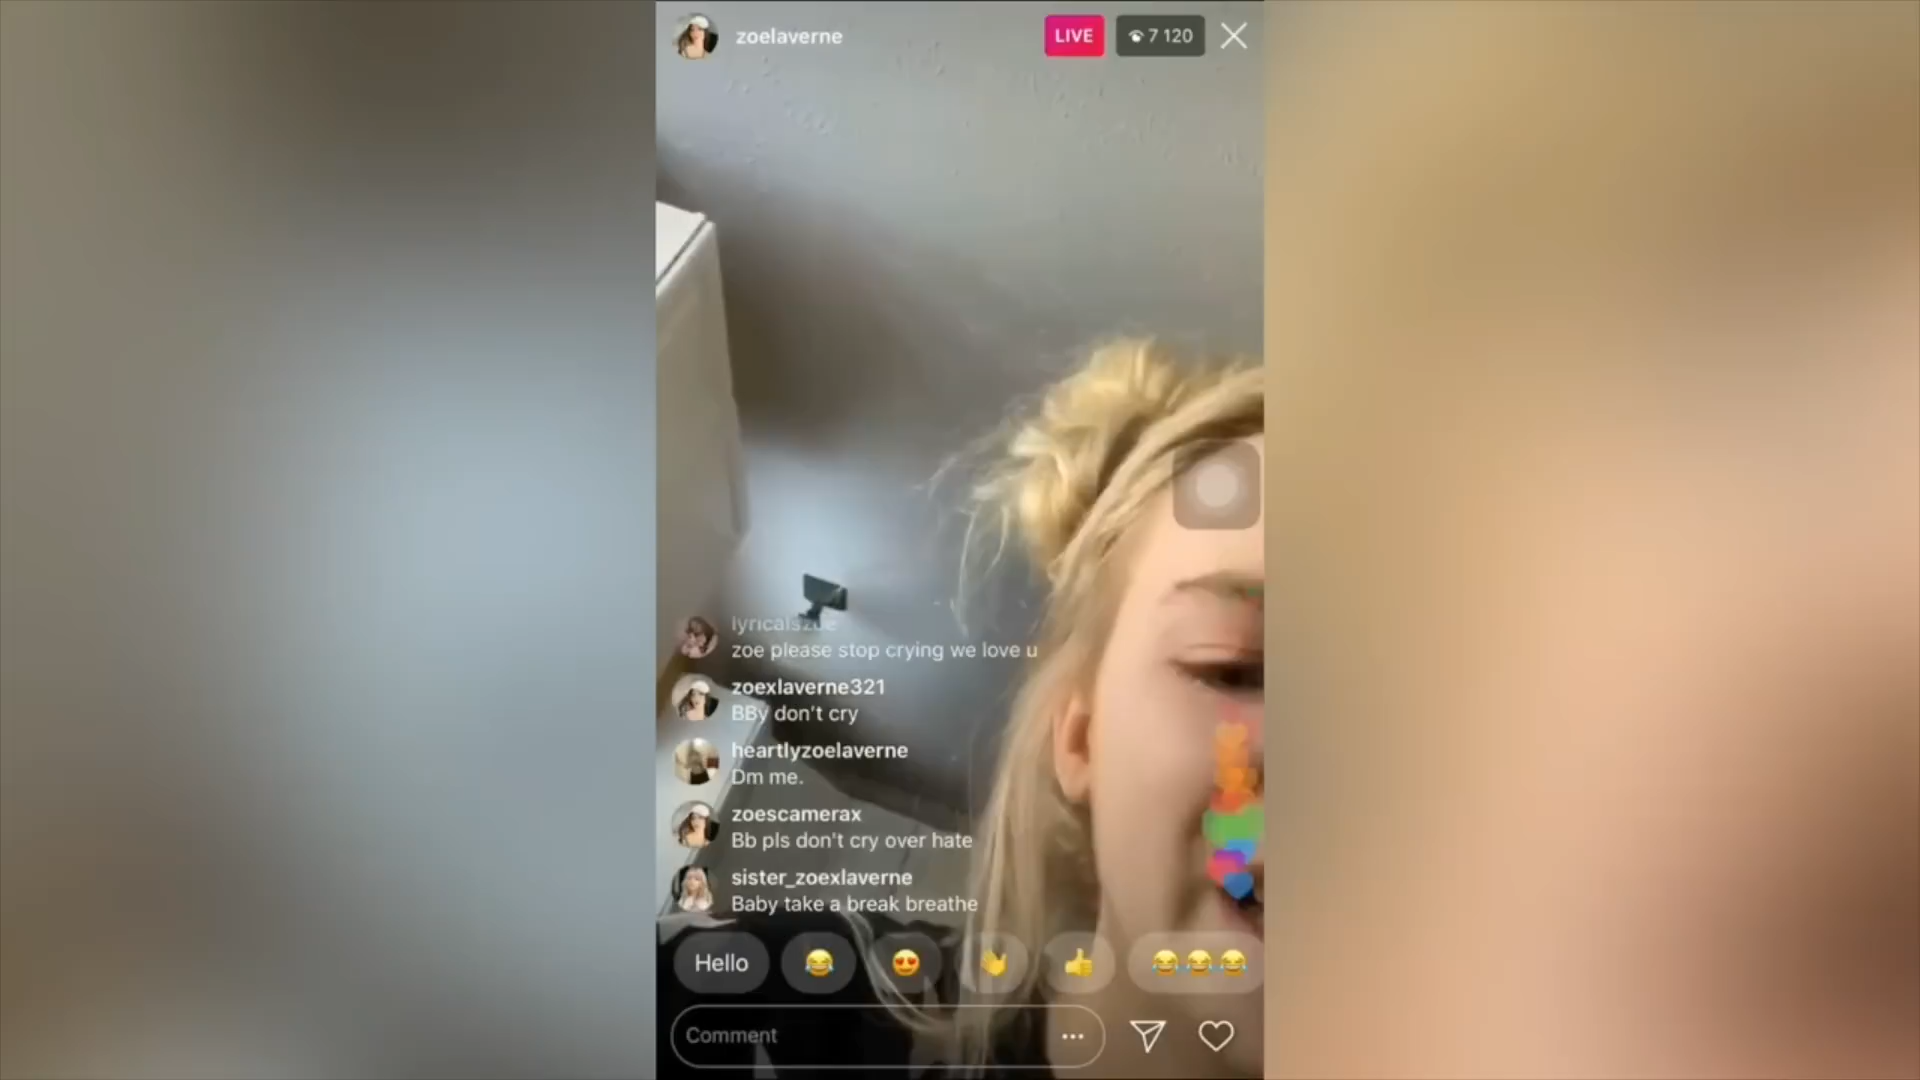 zoelaverne
LIVE
7 120
lyricalszoe
zoe please stop crying we love u
zoexlaverne321
BBy don't cry
heartlyzoelaverne
Dm me.
zoescamerax
Bb pls don't cry over hate
sister_zoexlaverne
Baby take a break breathe
Hello
Comment